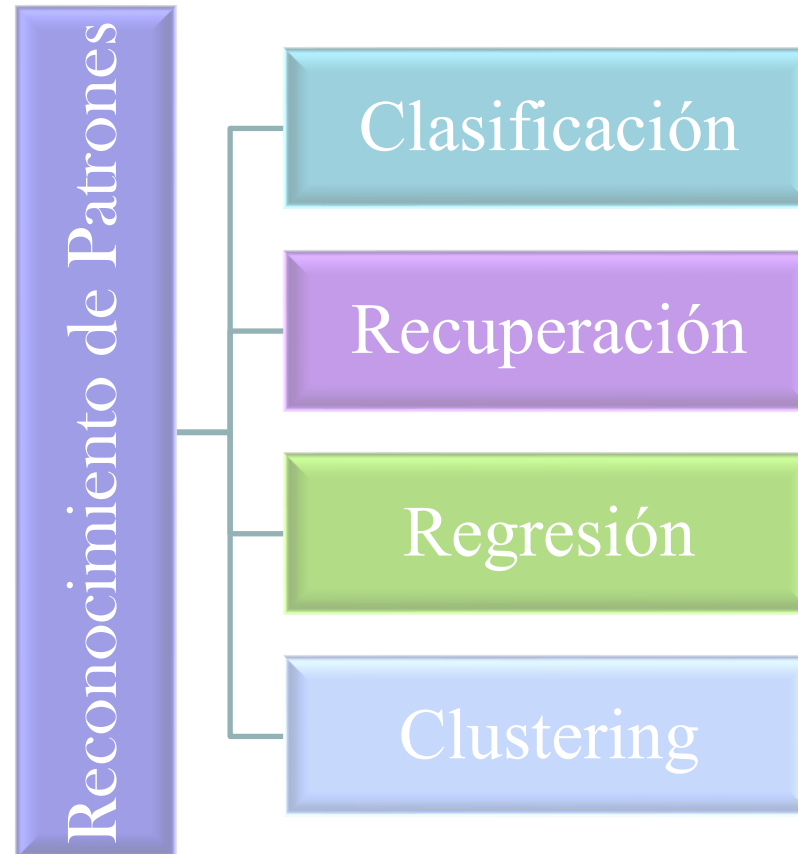 Reconocimiento de Patrones
Clasificación
Recuperación
Regresión
Clustering